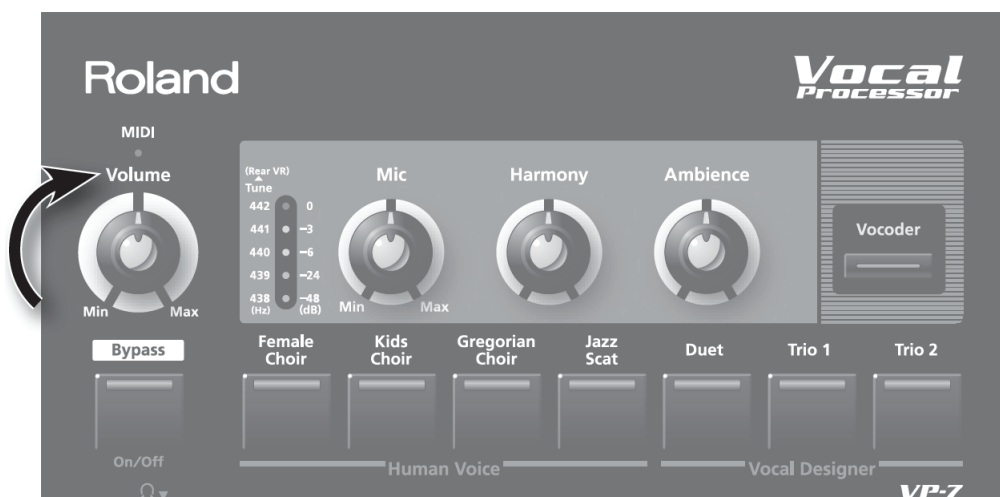 Roland
Vocal
Processor
MIDI
Volume
Min
Max
(Rear VR)
Tune
442 0
441 –3
440 –6
439 –24
438 –48
(Hz) (dB)
Mic
Min
Max
Harmony
Ambience
Vocoder
Bypass
Female
Choir
Kids
Choir
Gregorian
Choir
Jazz
Scat
Duet
Trio 1
Trio 2
On/Off
Human Voice
Vocal Designer
VP-7